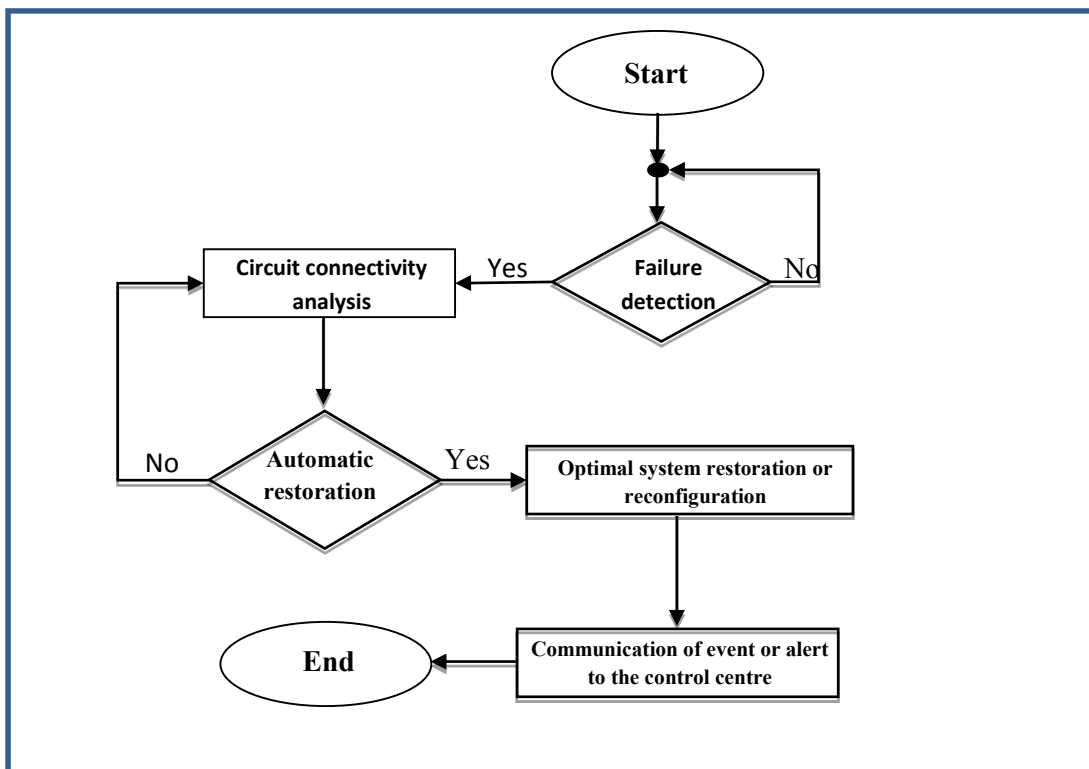 Start
Failure
detection
No
Yes
Circuit connectivity
analysis
Automatic
restoration
No
Yes
Optimal system restoration or
reconfiguration
Communication of event or alert
to the control centre
End